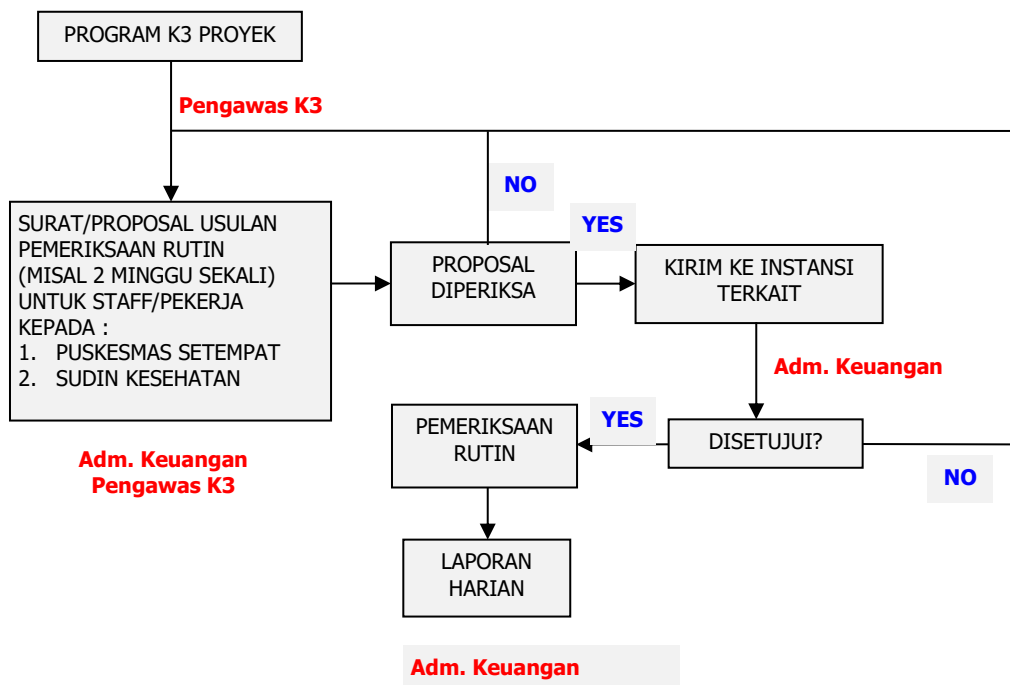 PROGRAM K3 PROYEK
Pengawas K3
NO
YES
SURAT/PROPOSAL USULAN
PEMERIKSAAN RUTIN
(MISAL 2 MINGGU SEKALI)
UNTUK STAFF/PEKERJA
KEPADA :
1. PUSKESMAS SETEMPAT
2. SUDIN KESEHATAN
PROPOSAL
DIPERIKSA
KIRIM KE INSTANSI
TERKAIT
Adm. Keuangan
Adm. Keuangan
Pengawas K3
PEMERIKSAAN
RUTIN
YES
DISETUJUI?
NO
LAPORAN
HARIAN
Adm. Keuangan